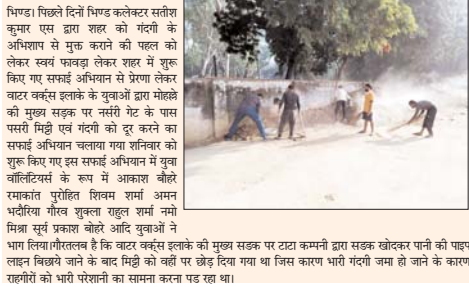 भिण्ड। पिछले दिनों भिण्ड कलेक्टर सतीश
कुमार एस द्वारा शहर को गंदगी के
अभिशाप से मुक्त कराने की पहल को
लेकर स्वयं फावड़ा लेकर शहर में शुरू
किए गए सफाई अभियान से प्रेरणा लेकर
वाटर वर्क्स इलाके के युवाओं द्वारा मोहल्ले
की मुख्य सड़क पर नर्सरी गेट के पास
पसरी मिट्टी एवं गंदगी को दूर करने का
सफाई अभियान चलाया गया शनिवार को
शुरू किए गए इस सफाई अभियान में युवा
वॉलिंटियर्स के रूप में आकाश बौहरे
रमाकांत पुरोहित शिवम शर्मा अमन
भदौरिया गौरव शुक्ला राहुल शर्मा नमो
मिश्रा सूर्य प्रकाश बोहरे आदि युवाओं ने
भाग लिया।गौरतलब है कि वाटर वर्क्स इलाके की मुख्य सडक पर टाटा कम्पनी द्वारा सडक खोदकर पानी की पाइप
लाइन बिछाये जाने के बाद मिट्टी को वहीं पर छोड़ दिया गया था जिस कारण भारी गंदगी जमा हो जाने के कारण
राहगीरों को भारी परेशानी का सामना करना पड रहा था।